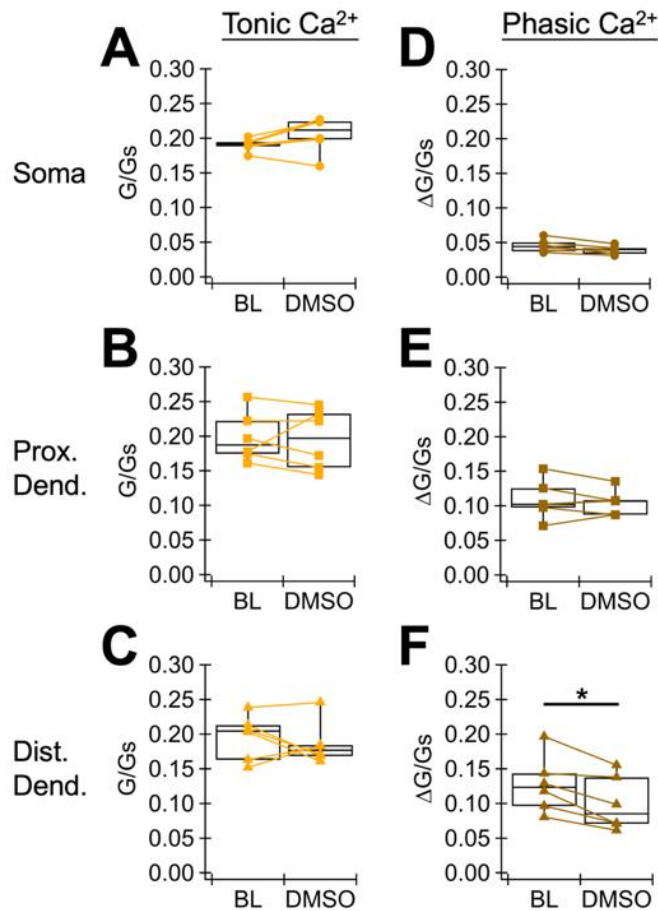 Tonic Ca²⁺
Phasic Ca²⁺
A
D
Soma
G/Gs
0.30
0.25
0.20
0.15
0.10
0.05
0.00
BL DMSO
ΔG/Gs
0.30
0.25
0.20
0.15
0.10
0.05
0.00
BL DMSO
B
E
Prox.
Dend.
G/Gs
0.30
0.25
0.20
0.15
0.10
0.05
0.00
BL DMSO
ΔG/Gs
0.30
0.25
0.20
0.15
0.10
0.05
0.00
BL DMSO
C
F
Dist.
Dend.
G/Gs
0.30
0.25
0.20
0.15
0.10
0.05
0.00
BL DMSO
ΔG/Gs
0.30
0.25
0.20
0.15
0.10
0.05
0.00
*
BL DMSO